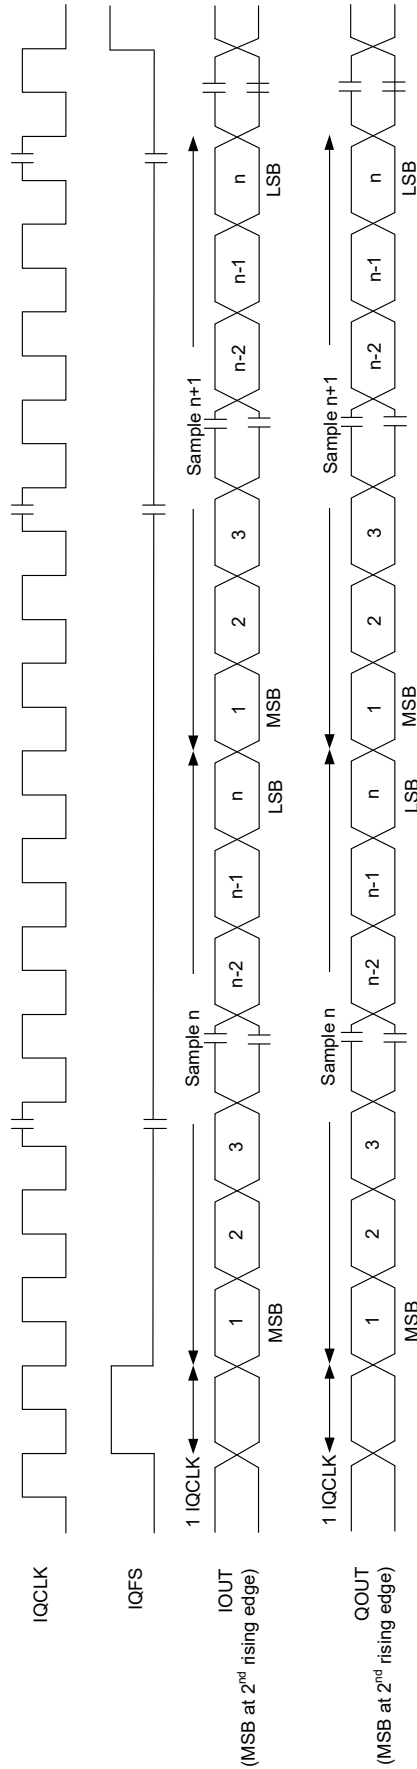 IQCLK
IQFS
1 IQCLK
Sample n
Sample n+1
IOUT
(MSB at 2nd rising edge)
1 2 3 n-2 n-1 n 1 2 3 n-2 n-1 n
MSB LSB MSB LSB
1 IQCLK
Sample n
Sample n+1
QOUT
(MSB at 2nd rising edge)
1 2 3 n-2 n-1 n 1 2 3 n-2 n-1 n
MSB LSB MSB LSB